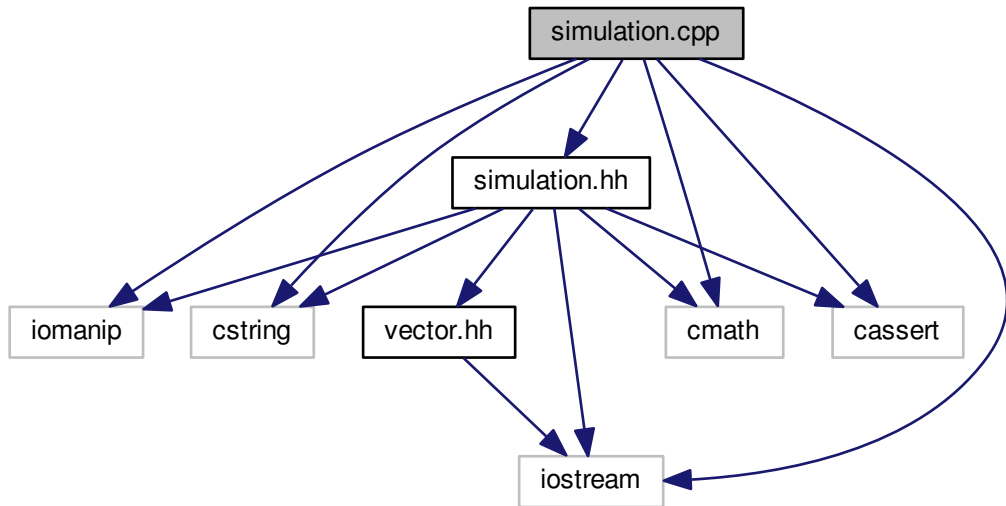 simulation.cpp
simulation.hh
iomanip
cstring
vector.hh
cmath
cassert
iostream